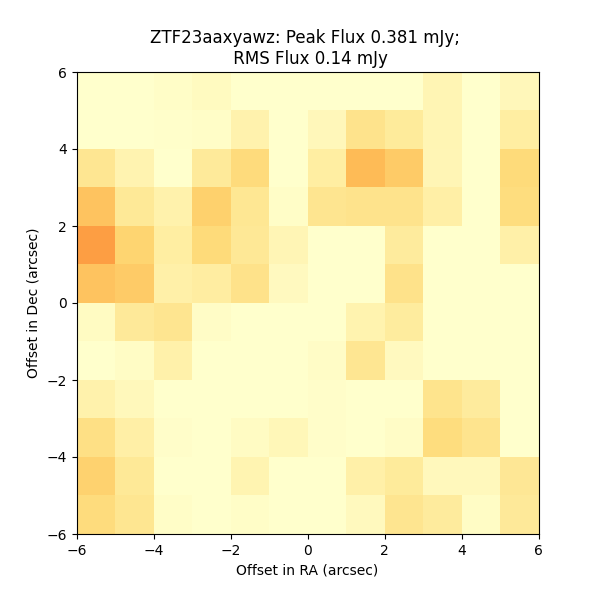 ZTF23aaxyawz: Peak Flux 0.381 mJy;
RMS Flux 0.14 mJy
6
4
2
0
−2
−4
−6
Offset in Dec (arcsec)
−6 −4 −2 0 2 4 6
Offset in RA (arcsec)